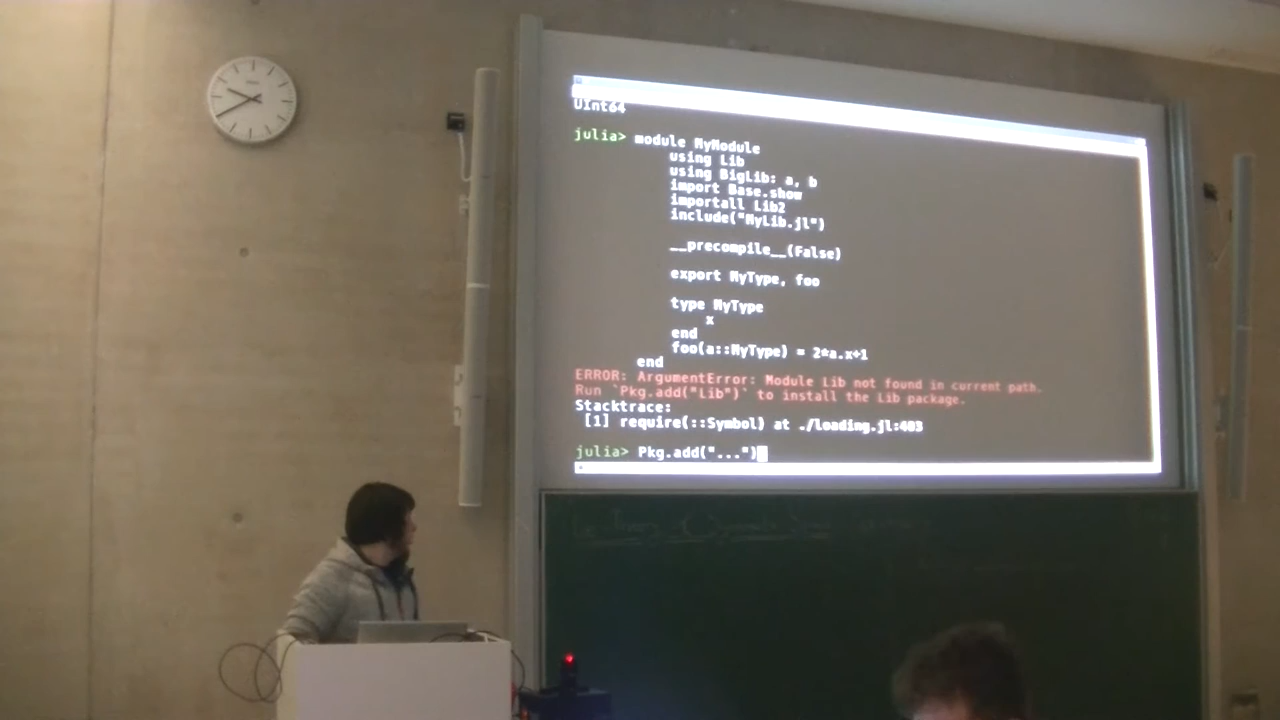 UInt64
julia> module MyModule
using Lib
using BigLib: a, b
import Base.show
importall Lib2
include("MyLib.jl")
__precompile__(False)
export MyType, foo
type MyType
x
end
foo(a::MyType) = 2*a.x+1
end
ERROR: ArgumentError: Module Lib not found in current path.
Run `Pkg.add("Lib")` to install the Lib package.
Stacktrace:
[1] require(::Symbol) at ./loading.jl:403
julia> Pkg.add("...")